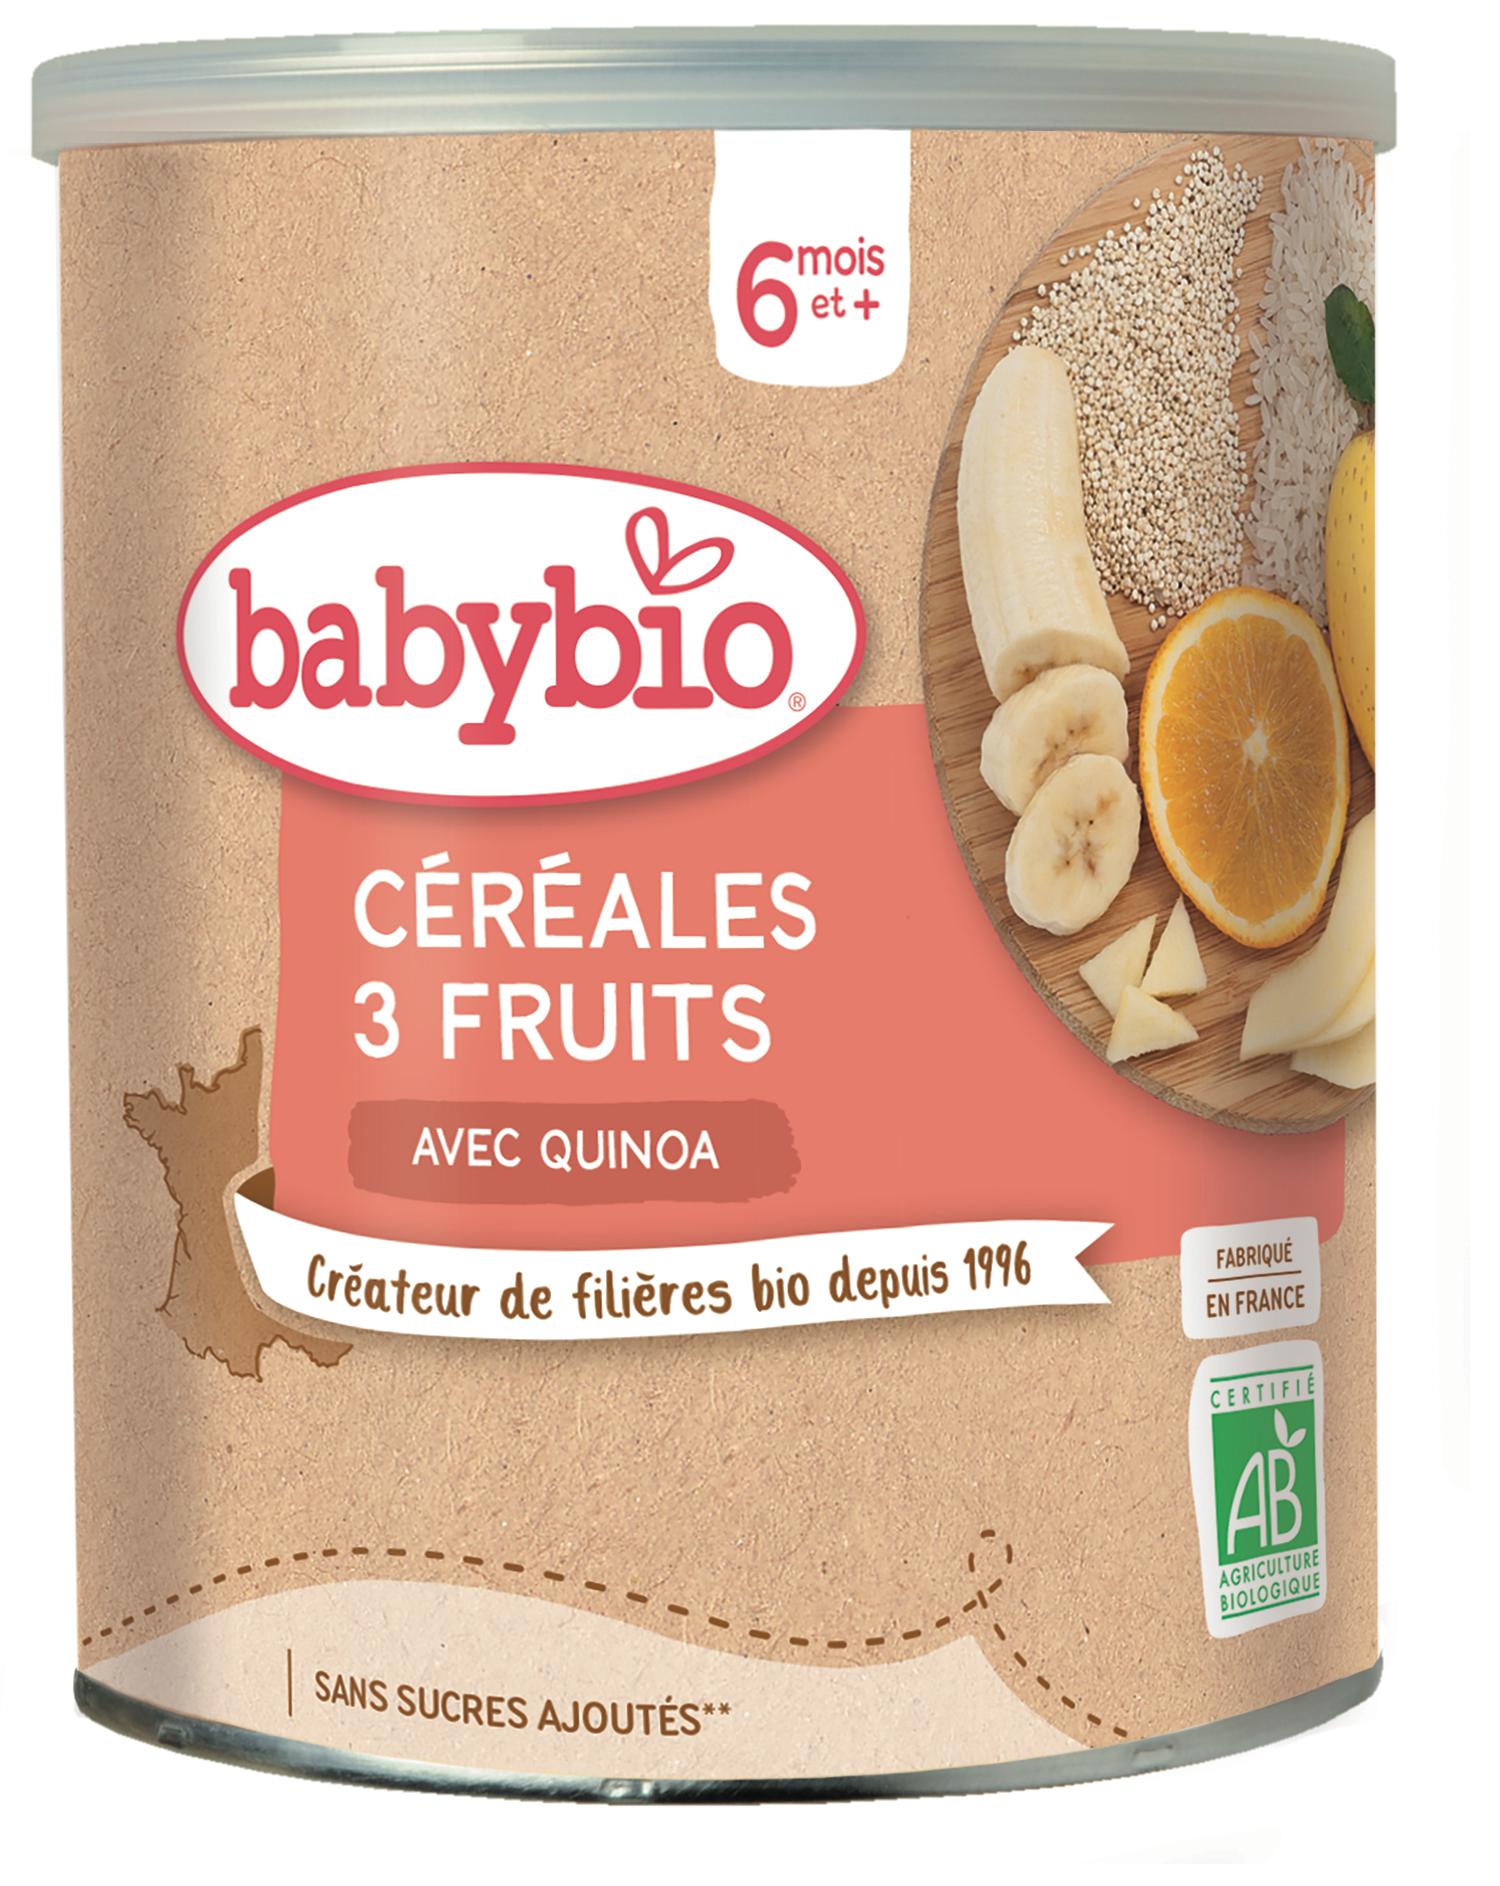 6 mois
et +
babybio®
CÉRÉALES
3 FRUITS
AVEC QUINOA
Créateur de filières bio depuis 1996
FABRIQUÉ
EN FRANCE
CERTIFIÉ
AB
AGRICULTURE
BIOLOGIQUE
SANS SUCRES AJOUTÉS**